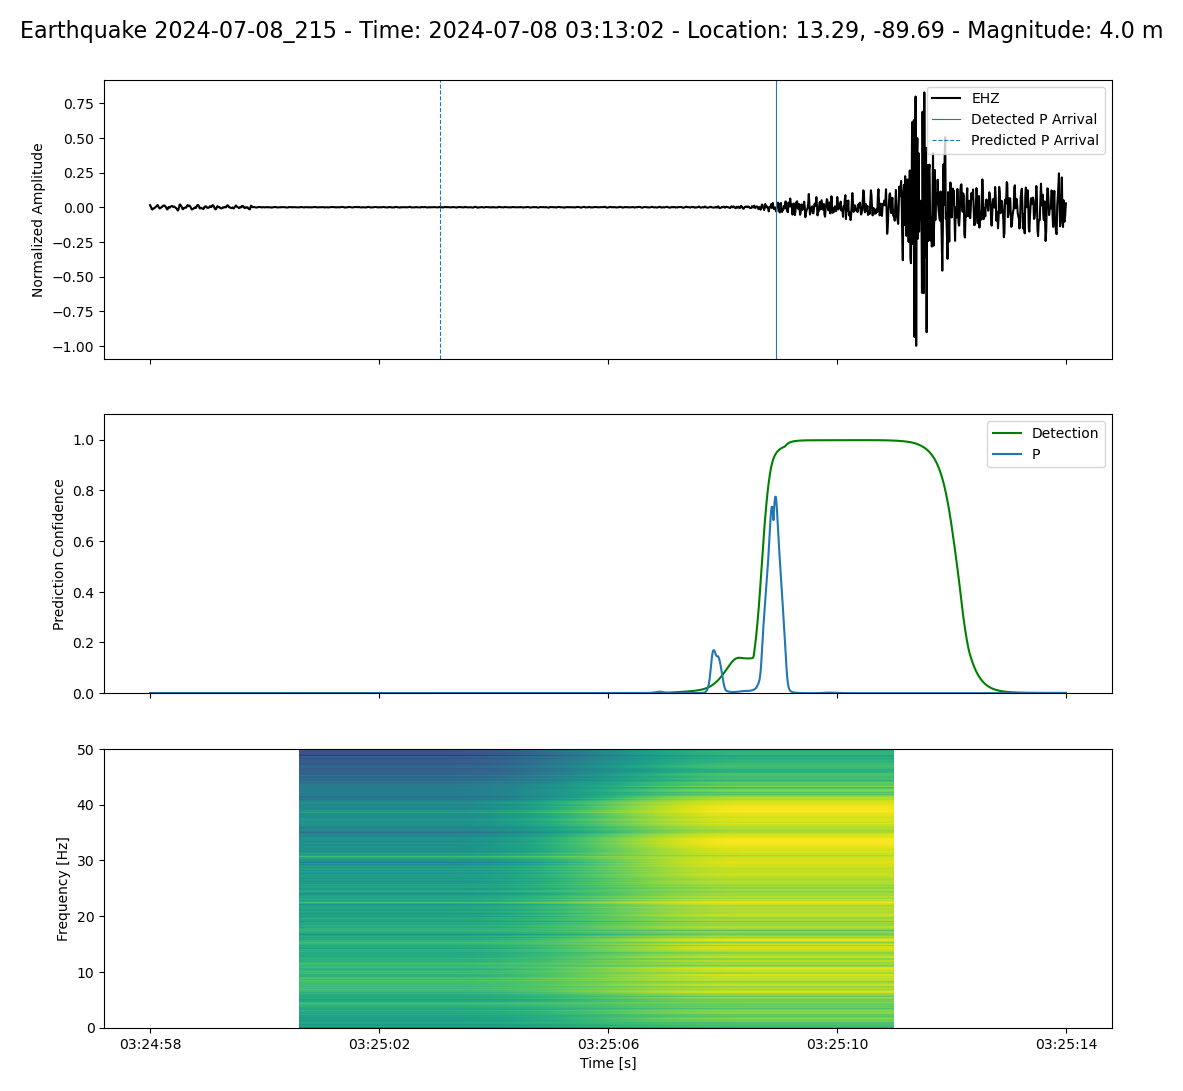 Earthquake 2024-07-08_215 - Time: 2024-07-08 03:13:02 - Location: 13.29, -89.69 - Magnitude: 4.0 m
0.75
0.50
0.25
0.00
−0.25
−0.50
−0.75
−1.00
Normalized Amplitude
EHZ
Detected P Arrival
Predicted P Arrival
1.0
0.8
0.6
0.4
0.2
0.0
Prediction Confidence
Detection
P
50
40
30
20
10
0
Frequency [Hz]
03:24:58
03:25:02
03:25:06
03:25:10
03:25:14
Time [s]